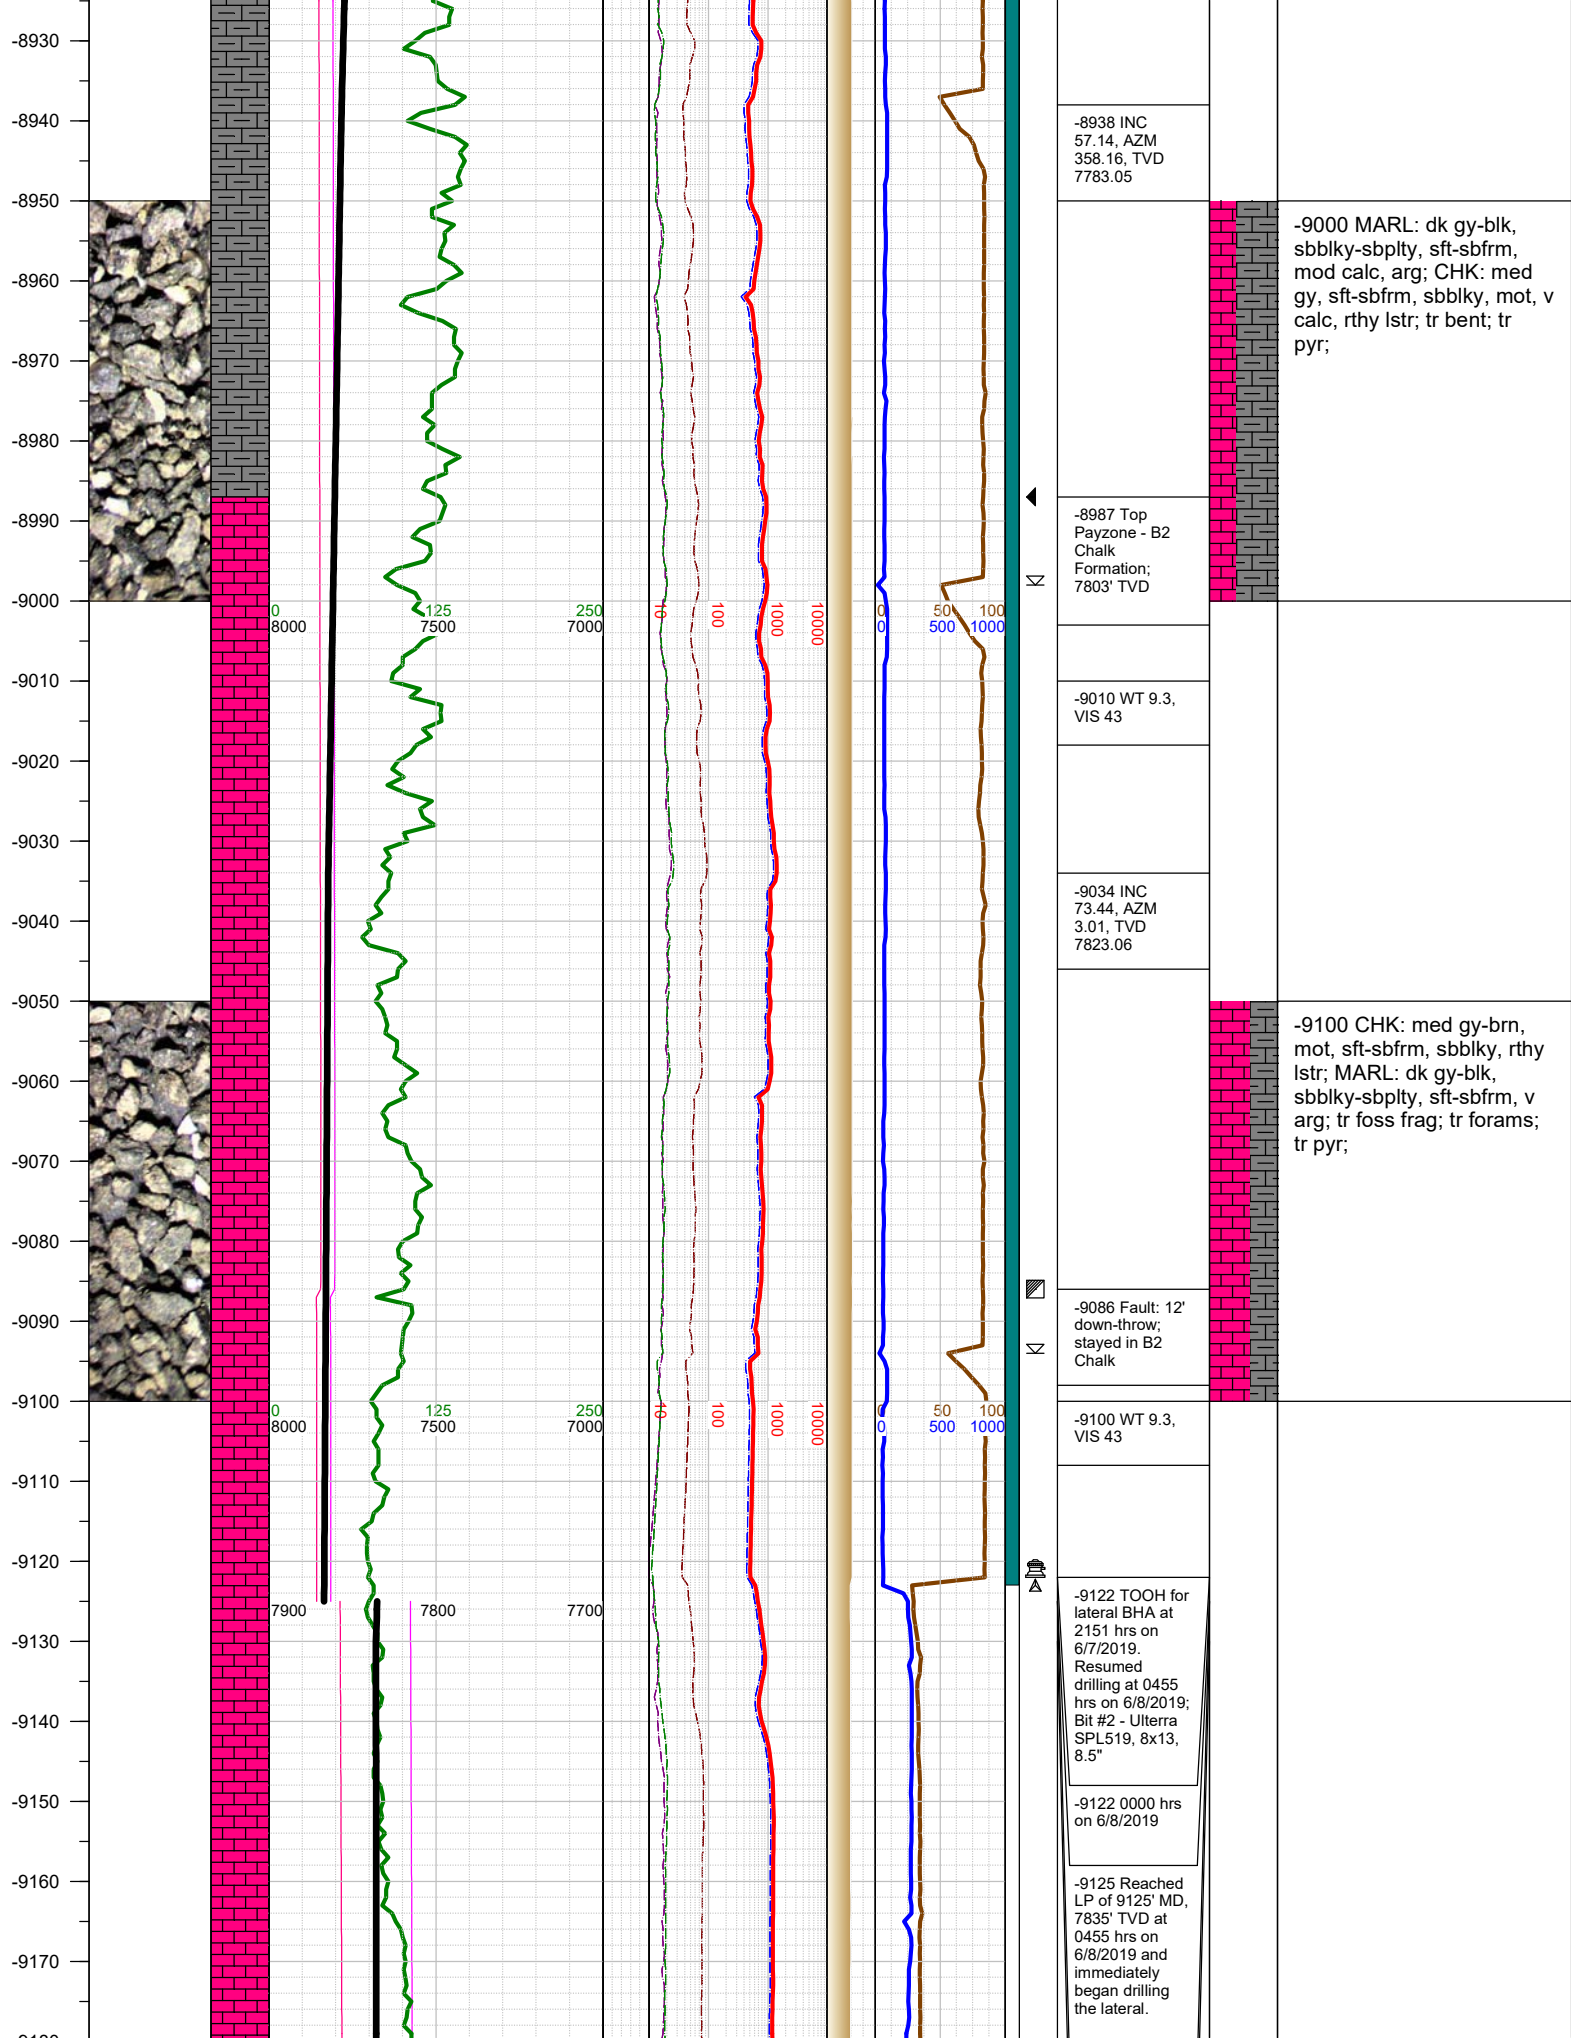 -8930
-8940
-8950
-8960
-8970
-8980
-8990
-9000
-9010
-9020
-9030
-9040
-9050
-9060
-9070
-9080
-9090
-9100
-9110
-9120
-9130
-9140
-9150
-9160
-9170
0 125 250
8000 7500 7000
10 100 1000 10000
0 50 100
0 500 1000
0 125 250
8000 7500 7000
10 100 1000 10000
0 50 100
0 500 1000
7900 7800 7700
-8938 INC
57.14, AZM
358.16, TVD
7783.05
-8987 Top
Payzone - B2
Chalk
Formation;
7803' TVD
-9010 WT 9.3,
VIS 43
-9034 INC
73.44, AZM
3.01, TVD
7823.06
-9086 Fault: 12'
down-throw;
stayed in B2
Chalk
-9100 WT 9.3,
VIS 43
-9122 TOOH for
lateral BHA at
2151 hrs on
6/7/2019.
Resumed
drilling at 0455
hrs on 6/8/2019;
Bit #2 - Ulterra
SPL519, 8x13,
8.5"
-9122 0000 hrs
on 6/8/2019
-9125 Reached
LP of 9125' MD,
7835' TVD at
0455 hrs on
6/8/2019 and
immediately
began drilling
the lateral.
-9000 MARL: dk gy-blk,
sbblky-sbplty, sft-sbfrm,
mod calc, arg; CHK: med
gy, sft-sbfrm, sbblky, mot, v
calc, rthy lstr; tr bent; tr
pyr;
-9100 CHK: med gy-brn,
mot, sft-sbfrm, sbblky, rthy
lstr; MARL: dk gy-blk,
sbblky-sbplty, sft-sbfrm, v
arg; tr foss frag; tr forams;
tr pyr;